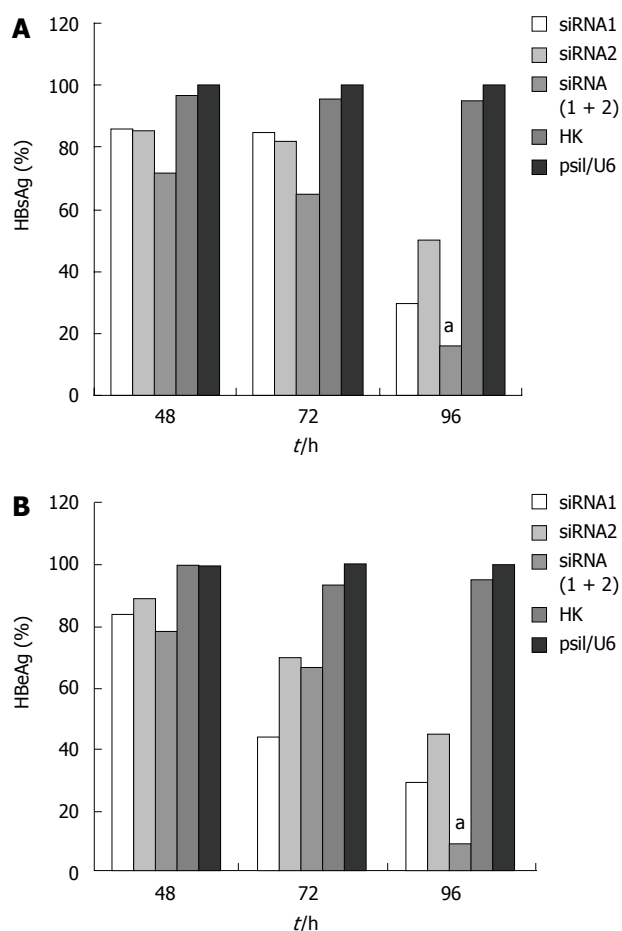 A
120
100
80
60
40
20
0
HBsAg (%)
a
48 72 96
t/h
siRNA1
siRNA2
siRNA
(1 + 2)
HK
psil/U6
B
120
100
80
60
40
20
0
HBeAg (%)
a
48 72 96
t/h
siRNA1
siRNA2
siRNA
(1 + 2)
HK
psil/U6